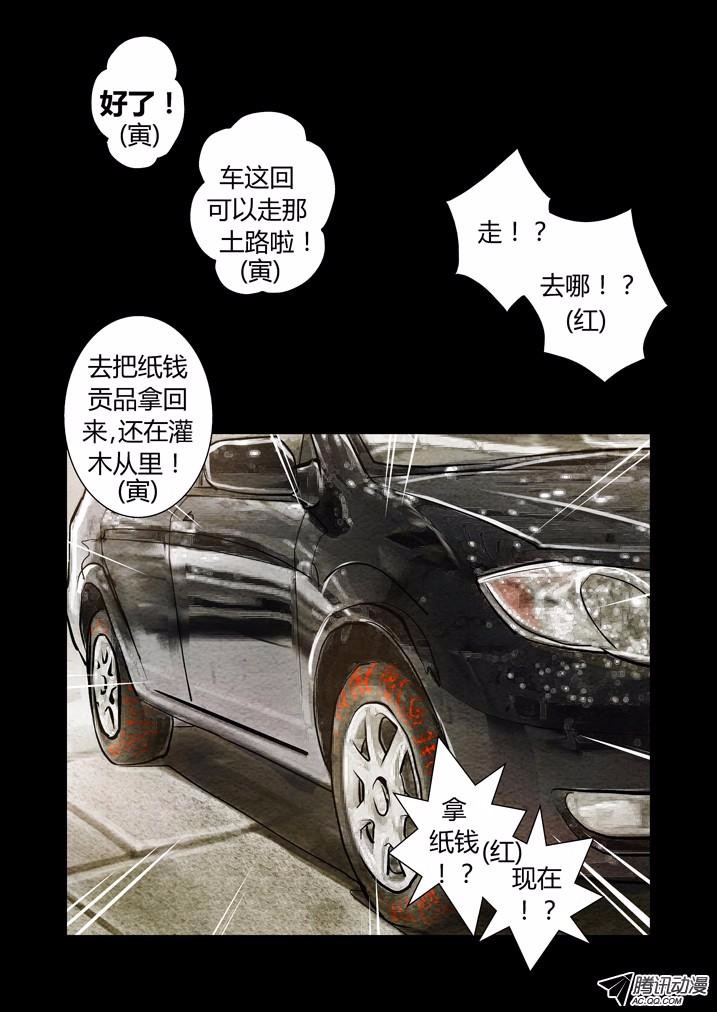 好了！
(寅)
车这回
可以走那
土路啦！
(寅)
走！？
去哪！？
(红)
去把纸钱
贡品拿回
来,还在灌
木从里！
(寅)
拿
纸钱
！？
(红)
现在
！？
腾讯动漫
AC.QQ.COM